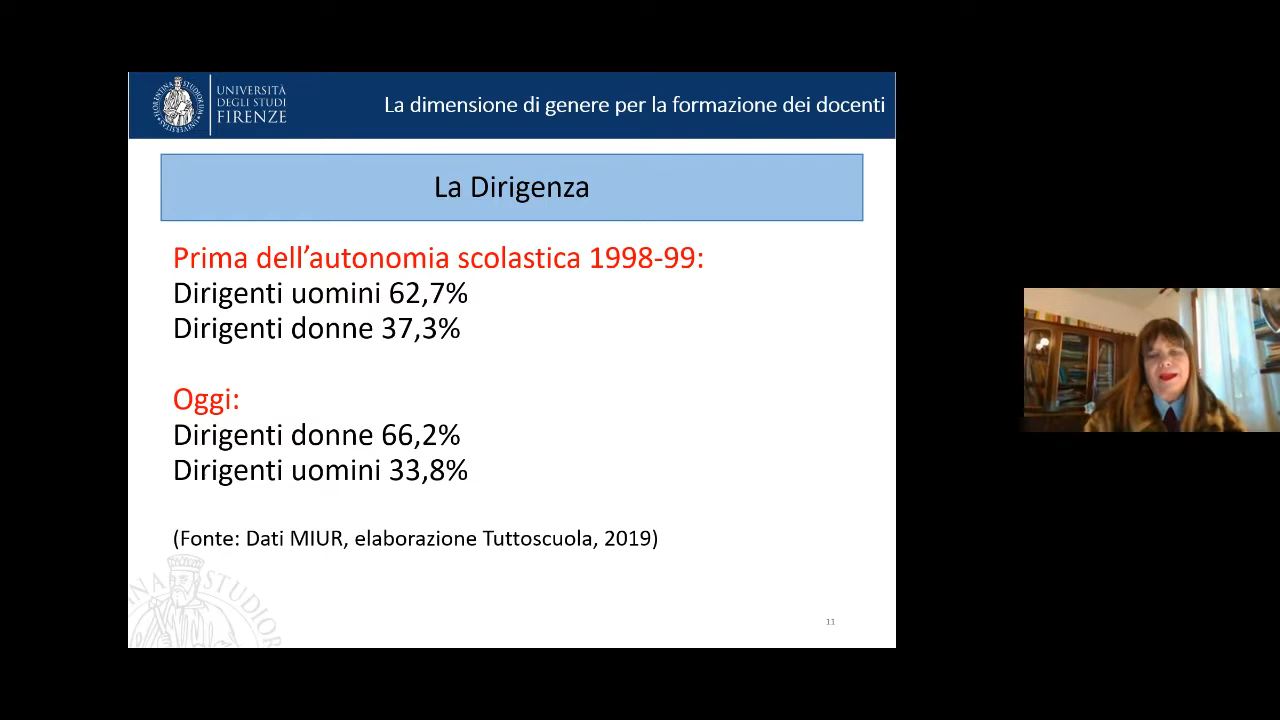 UNIVERSITÀ
DEGLI STUDI
FIRENZE
La dimensione di genere per la formazione dei docenti
La Dirigenza
Prima dell’autonomia scolastica 1998-99:
Dirigenti uomini 62,7%
Dirigenti donne 37,3%
Oggi:
Dirigenti donne 66,2%
Dirigenti uomini 33,8%
(Fonte: Dati MIUR, elaborazione Tuttoscuola, 2019)
11